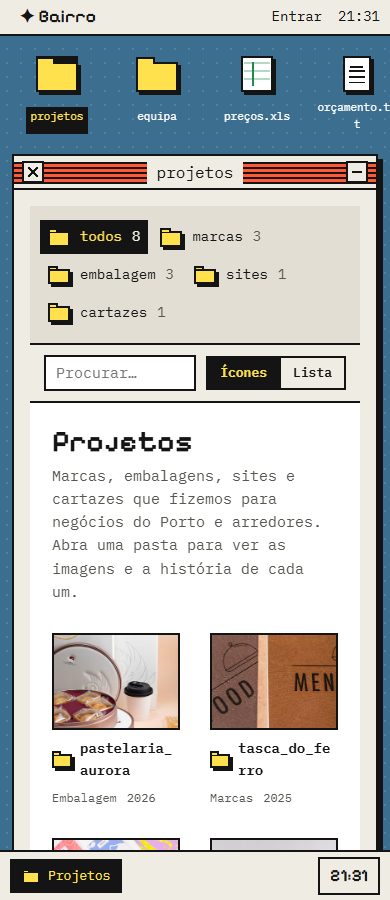 ✦ Bairro
Entrar 21:31
projetos
equipa
preços.xls
orçamento.t
t
projetos
todos 8
marcas 3
embalagem 3
sites 1
cartazes 1
Procurar…
Ícones
Lista
Projetos
Marcas, embalagens, sites e
cartazes que fizemos para
negócios do Porto e arredores.
Abra uma pasta para ver as
imagens e a história de cada
um.
OOD
MEN
pastelaria_
aurora
tasca_do_fe
rro
Embalagem 2026
Marcas 2025
Projetos
21:31